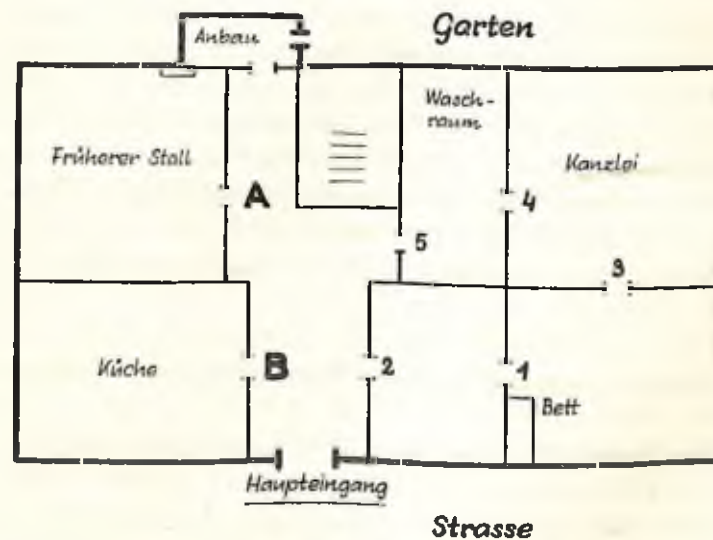 Garten
Anbau
Wasch-
raum
Früherer Stall
Kanzlei
A
4
5
3
Küche
B
2
1
Bett
Haupteingang
Strasse